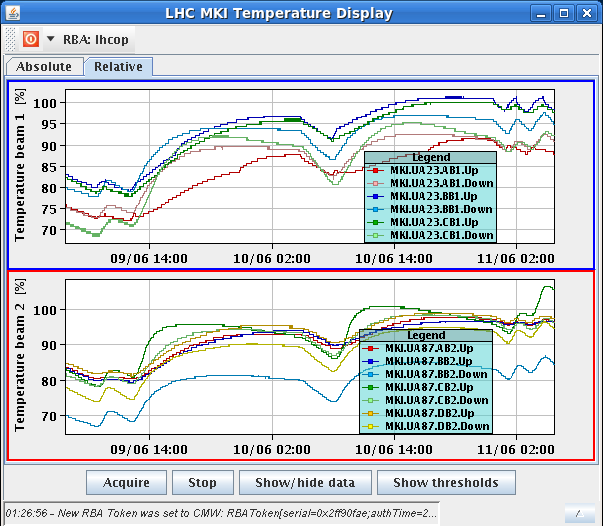 LHC MKI Temperature Display
RBA: lhcop
Absolute
Relative
Temperature beam 1 [%]
100
95
90
85
80
75
70
Legend
MKI.UA23.AB1.Up
MKI.UA23.AB1.Down
MKI.UA23.BB1.Up
MKI.UA23.BB1.Down
MKI.UA23.CB1.Up
MKI.UA23.CB1.Down
09/06 14:00
10/06 02:00
10/06 14:00
11/06 02:00
Temperature beam 2 [%]
100
90
80
70
Legend
MKI.UA87.AB2.Up
MKI.UA87.BB2.Up
MKI.UA87.BB2.Down
MKI.UA87.CB2.Up
MKI.UA87.CB2.Down
MKI.UA87.DB2.Up
MKI.UA87.DB2.Down
09/06 14:00
10/06 02:00
10/06 14:00
11/06 02:00
Acquire
Stop
Show/hide data
Show thresholds
01:26:56 - New RBA Token was set to CMW: RBAToken[serial=0x2ff90fae;authTime=2...